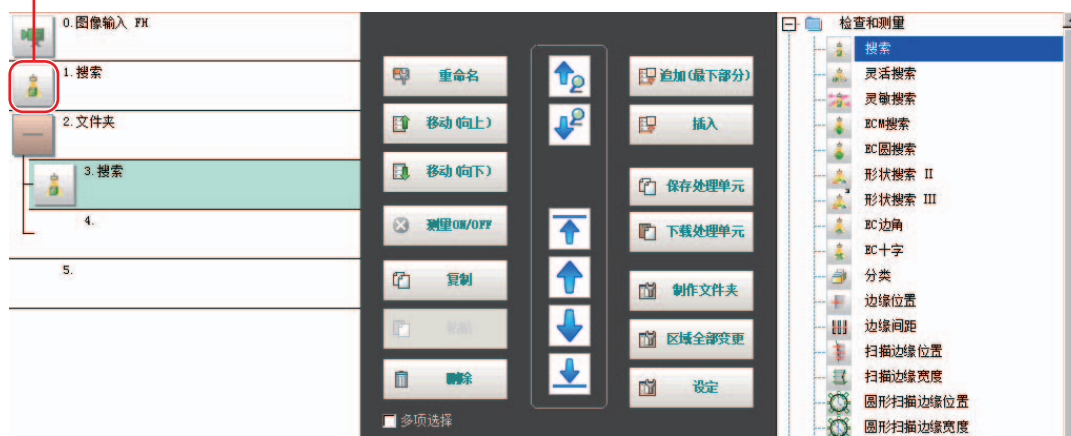 0.图像输入 FH
1.搜索
2.文件夹
3.搜索
4.
5.
重命名
移动(向上)
移动(向下)
测量ON/OFF
复制
粘贴
删除
多项选择
追加(最下部分)
插入
保存处理单元
下载处理单元
制作文件夹
区域全部变更
设定
检查和测量
搜索
灵活搜索
灵敏搜索
ECM搜索
EC圆搜索
形状搜索 II
形状搜索 III
EC边角
EC十字
分类
边缘位置
边缘间距
扫描边缘位置
扫描边缘宽度
圆形扫描边缘位置
圆形扫描边缘宽度